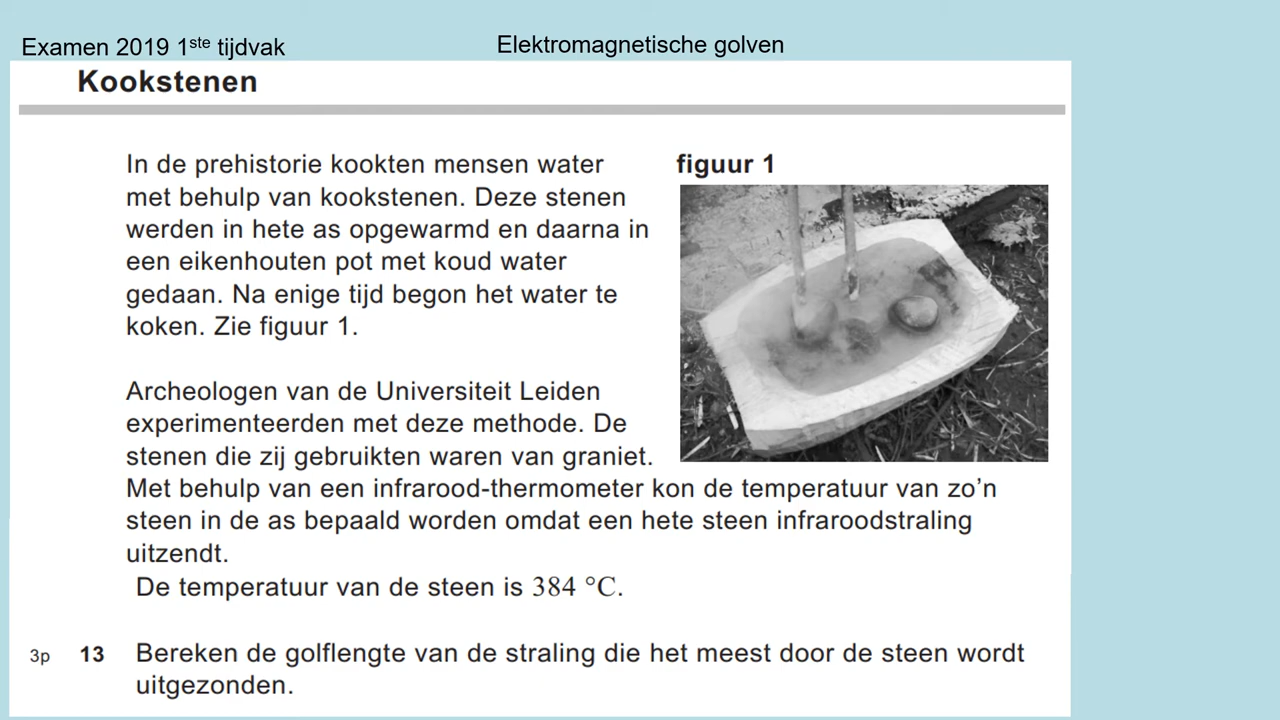 Examen 2019 1ste tijdvak
Elektromagnetische golven
Kookstenen
In de prehistorie kookten mensen water
met behulp van kookstenen. Deze stenen
werden in hete as opgewarmd en daarna in
een eikenhouten pot met koud water
gedaan. Na enige tijd begon het water te
koken. Zie figuur 1.
figuur 1
Archeologen van de Universiteit Leiden
experimenteerden met deze methode. De
stenen die zij gebruikten waren van graniet.
Met behulp van een infrarood-thermometer kon de temperatuur van zo’n
steen in de as bepaald worden omdat een hete steen infraroodstraling
uitzendt.
De temperatuur van de steen is 384 °C.
3p 13 Bereken de golflengte van de straling die het meest door de steen wordt
uitgezonden.